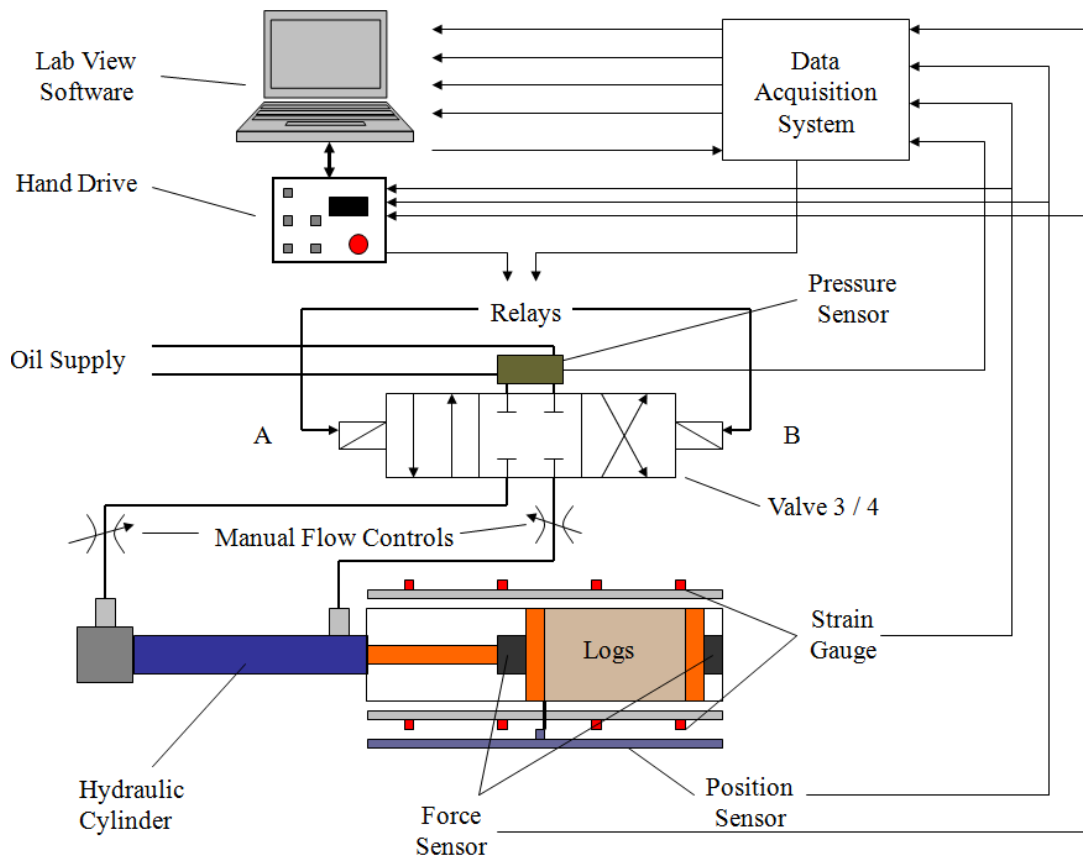 Lab View
Software
Data
Acquisition
System
Hand Drive
Pressure
Sensor
Relays
Oil Supply
A
B
Valve 3 / 4
Manual Flow Controls
Strain
Gauge
Logs
Hydraulic
Cylinder
Force
Sensor
Position
Sensor